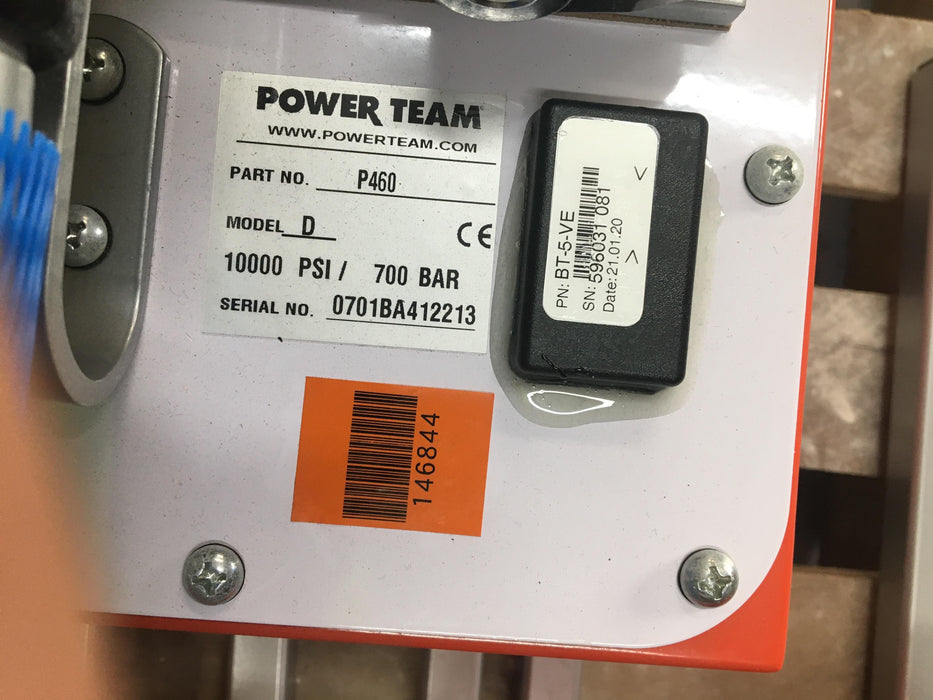 POWER TEAM
WWW.POWERTEAM.COM
PART NO. P460
MODEL D CE
10000 PSI / 700 BAR
SERIAL NO. 0701BA412213
PN: BT-5-VE
SN: 596031 081
Date: 21.01.20
< >
146844